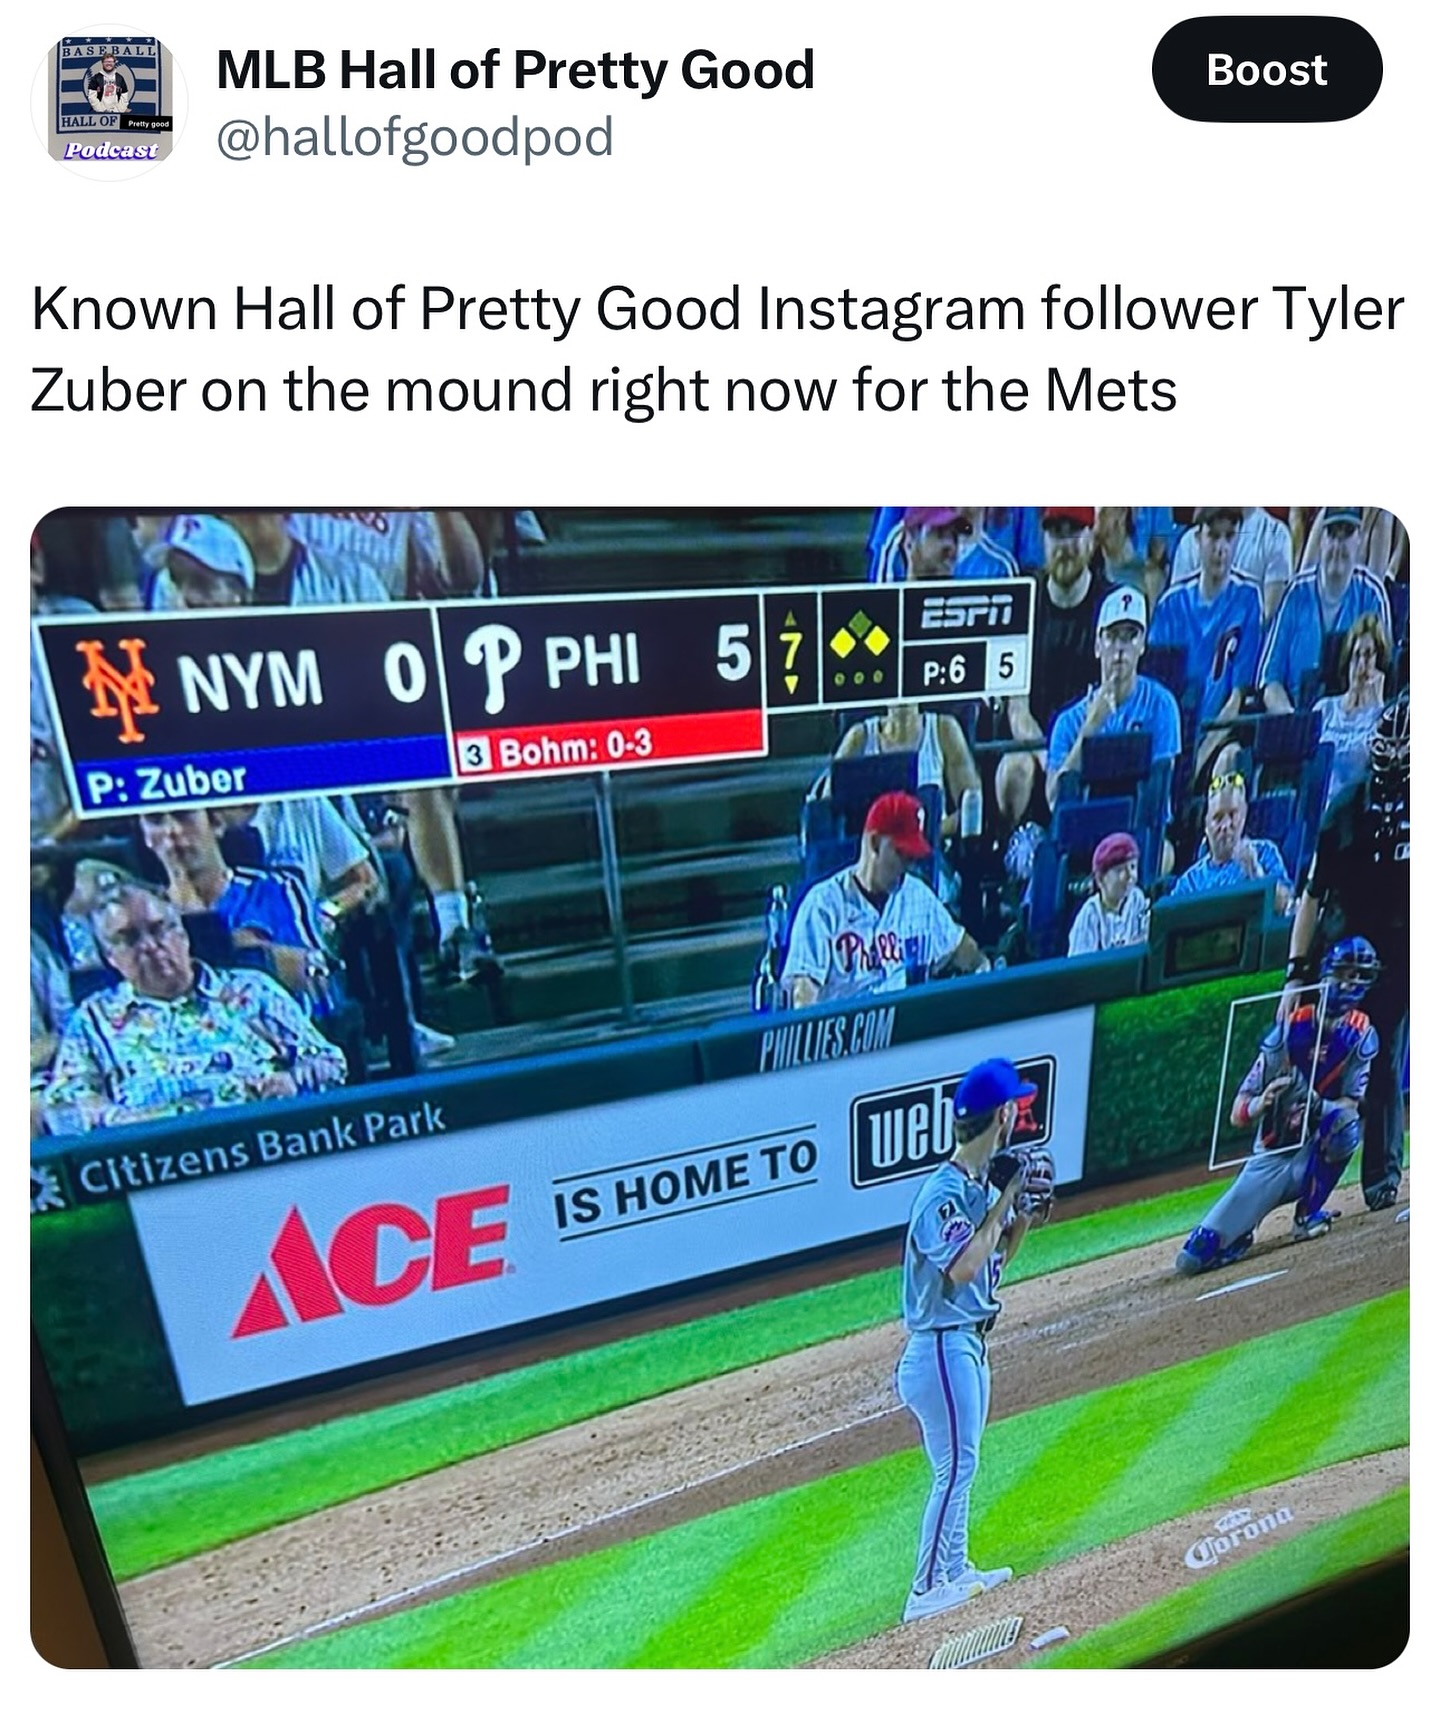 BASEBALL
HALL OF Pretty good
Podcast
MLB Hall of Pretty Good
@hallofgoodpod
Boost
Known Hall of Pretty Good Instagram follower Tyler
Zuber on the mound right now for the Mets
NYM 0 P PHI 5 7 ESPN
P:6 5
P: Zuber 3 Bohm: 0-3
P
Phillies
PHILLIES.COM
Citizens Bank Park
ACE IS HOME TO web
Corona